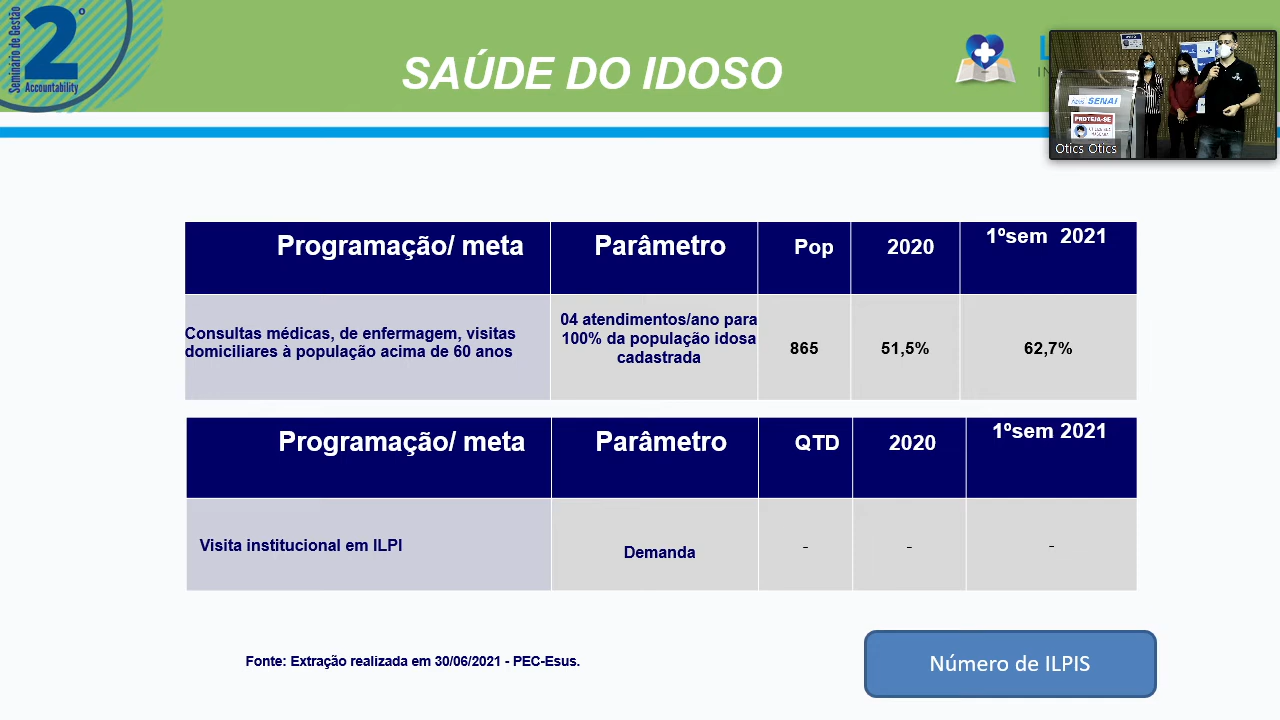 2º
Seminário de Gestão
Accountability
SAÚDE DO IDOSO
SENAI
PROTEJA-SE
Otics Otics
Programação/ meta
Parâmetro
Pop
2020
1ºsem 2021
Consultas médicas, de enfermagem, visitas
domiciliares à população acima de 60 anos
04 atendimentos/ano para
100% da população idosa
cadastrada
865
51,5%
62,7%
Programação/ meta
Parâmetro
QTD
2020
1ºsem 2021
Visita institucional em ILPI
Demanda
-
-
-
Fonte: Extração realizada em 30/06/2021 - PEC-Esus.
Número de ILPIS